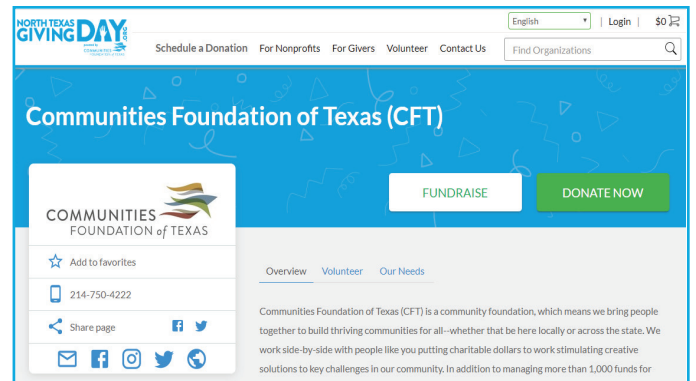 NORTH TEXAS
GIVING DAY
English
Login
$0
Schedule a Donation
For Nonprofits
For Givers
Volunteer
Contact Us
Find Organizations
Communities Foundation of Texas (CFT)
FUNDRAISE
DONATE NOW
COMMUNITIES
FOUNDATION of TEXAS
Add to favorites
214-750-4222
Share page
Overview
Volunteer
Our Needs
Communities Foundation of Texas (CFT) is a community foundation, which means we bring people
together to build thriving communities for all--whether that be here locally or across the state. We
work side-by-side with people like you putting charitable dollars to work stimulating creative
solutions to key challenges in our community. In addition to managing more than 1,000 funds for